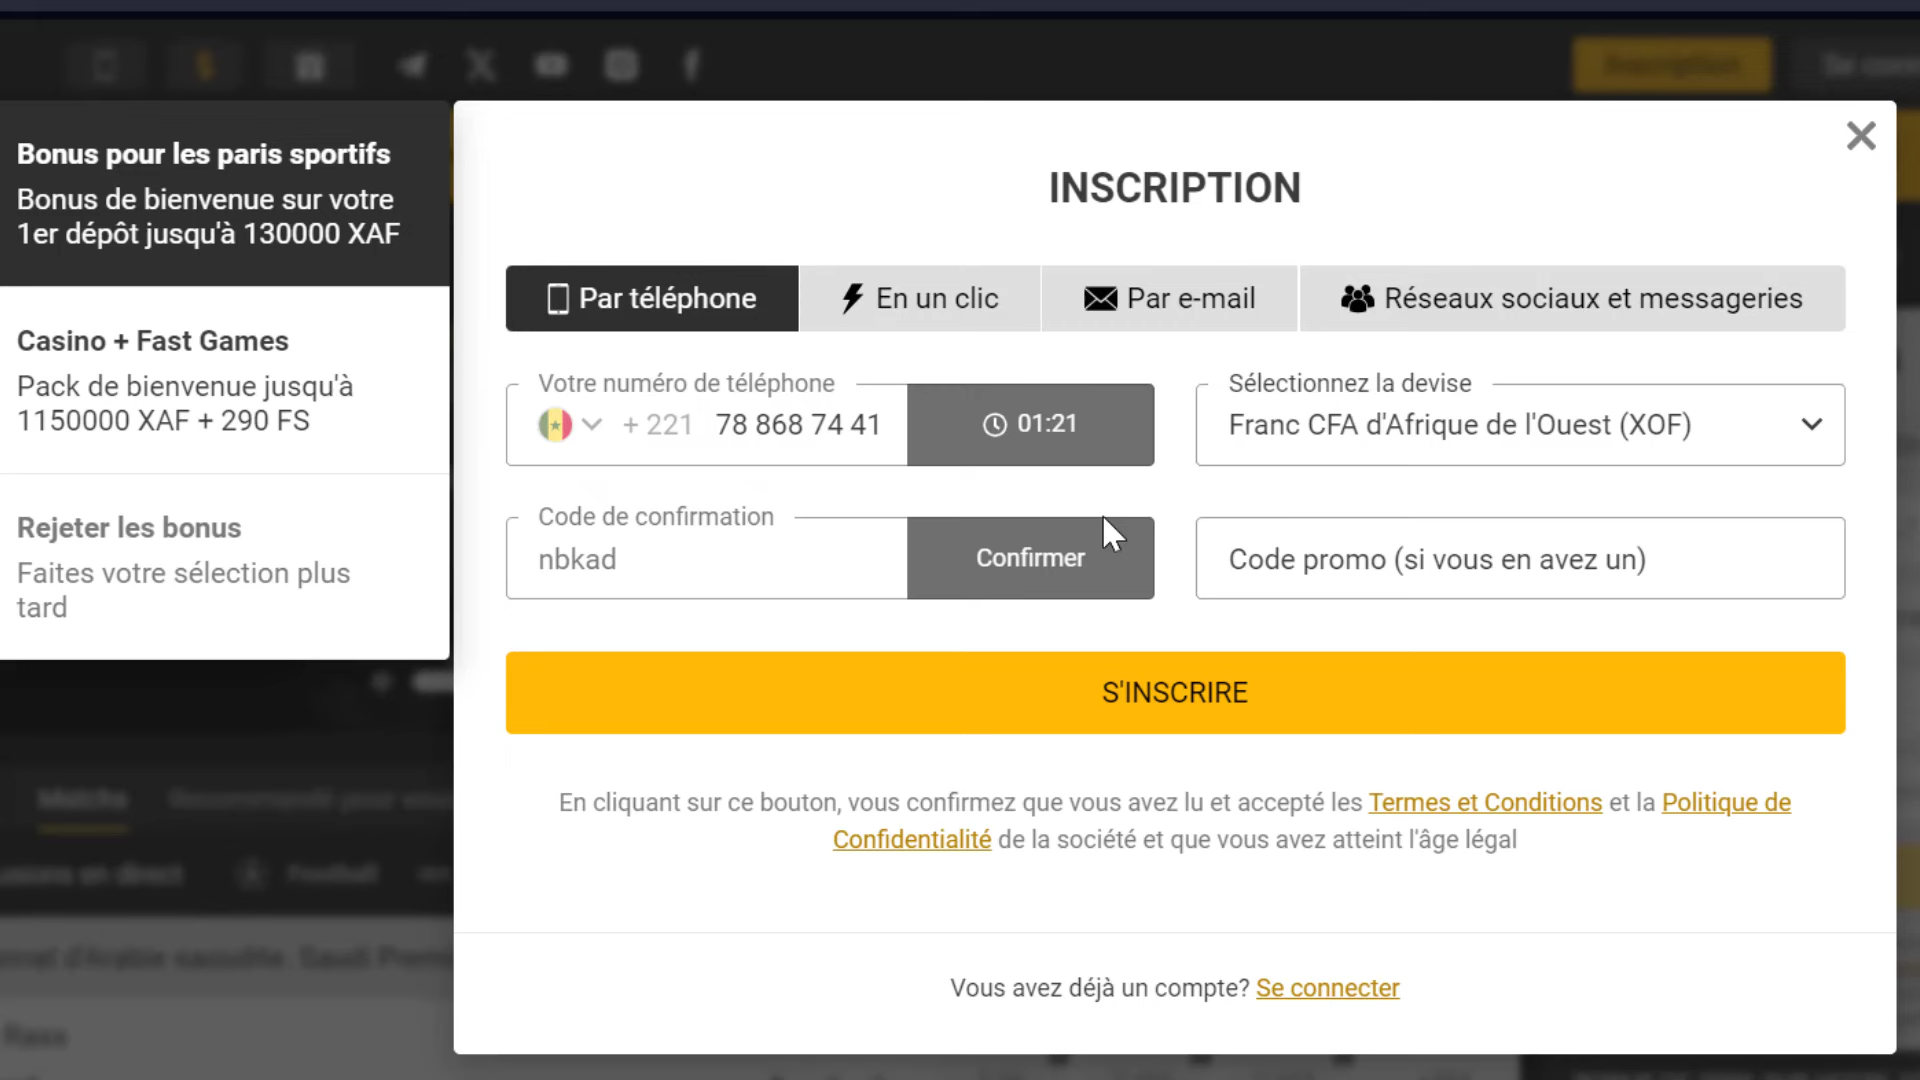 Bonus pour les paris sportifs
Bonus de bienvenue sur votre
1er dépôt jusqu'à 130000 XAF
Casino + Fast Games
Pack de bienvenue jusqu'à
1150000 XAF + 290 FS
Rejeter les bonus
Faites votre sélection plus
tard
INSCRIPTION
Par téléphone
En un clic
Par e-mail
Réseaux sociaux et messageries
Votre numéro de téléphone
+ 221 78 868 74 41
01:21
Sélectionnez la devise
Franc CFA d'Afrique de l'Ouest (XOF)
Code de confirmation
nbkad
Confirmer
Code promo (si vous en avez un)
S'INSCRIRE
En cliquant sur ce bouton, vous confirmez que vous avez lu et accepté les Termes et Conditions et la Politique de
Confidentialité de la société et que vous avez atteint l'âge légal
Vous avez déjà un compte? Se connecter
Matchs
Football